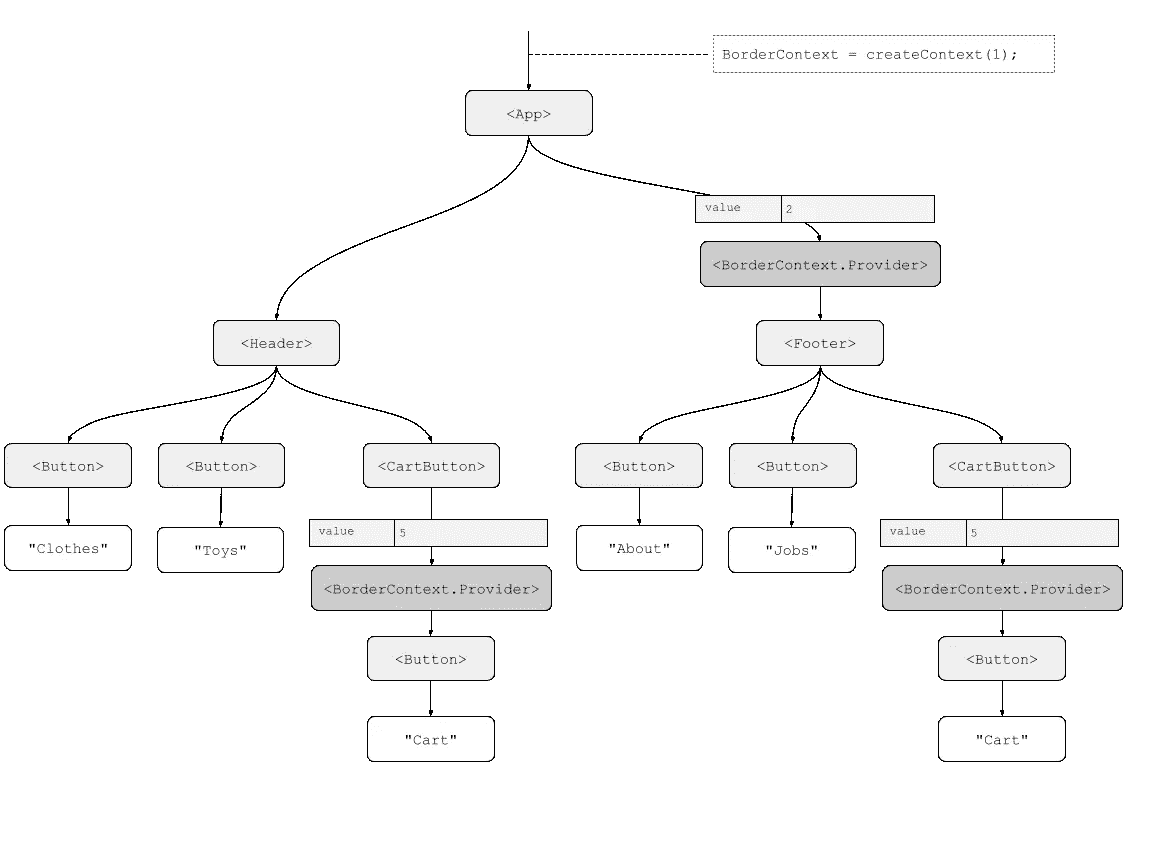 BorderContext = createContext(1);
<App>
value 2
<BorderContext.Provider>
<Header> <Footer>
<Button> <Button> <CartButton> <Button> <Button> <CartButton>
value 5 value 5
"Clothes" "Toys" "About" "Jobs"
<BorderContext.Provider> <BorderContext.Provider>
<Button> <Button>
"Cart" "Cart"